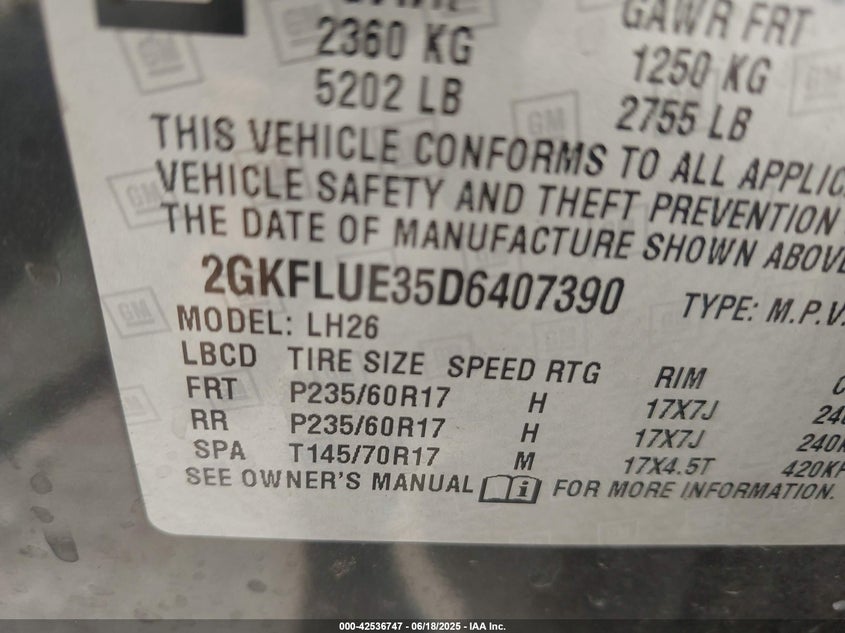 2360 KG
5202 LB
GAWR FRT
1250 KG
2755 LB
THIS VEHICLE CONFORMS TO ALL
VEHICLE SAFETY AND THEFT PREVENTION
THE DATE OF MANUFACTURE SHOWN
2GKFLUE35D6407390 TYPE: M.P.V.
MODEL: LH26
LBCD TIRE SIZE SPEED RTG RIM
FRT P235/60R17 H 17X7J
RR P235/60R17 H 17X7J
SPA T145/70R17 M 17X4.5T
SEE OWNER'S MANUAL i FOR MORE INFORMATION.
GM
000-42536747 - 06/18/2025 - IAA Inc.